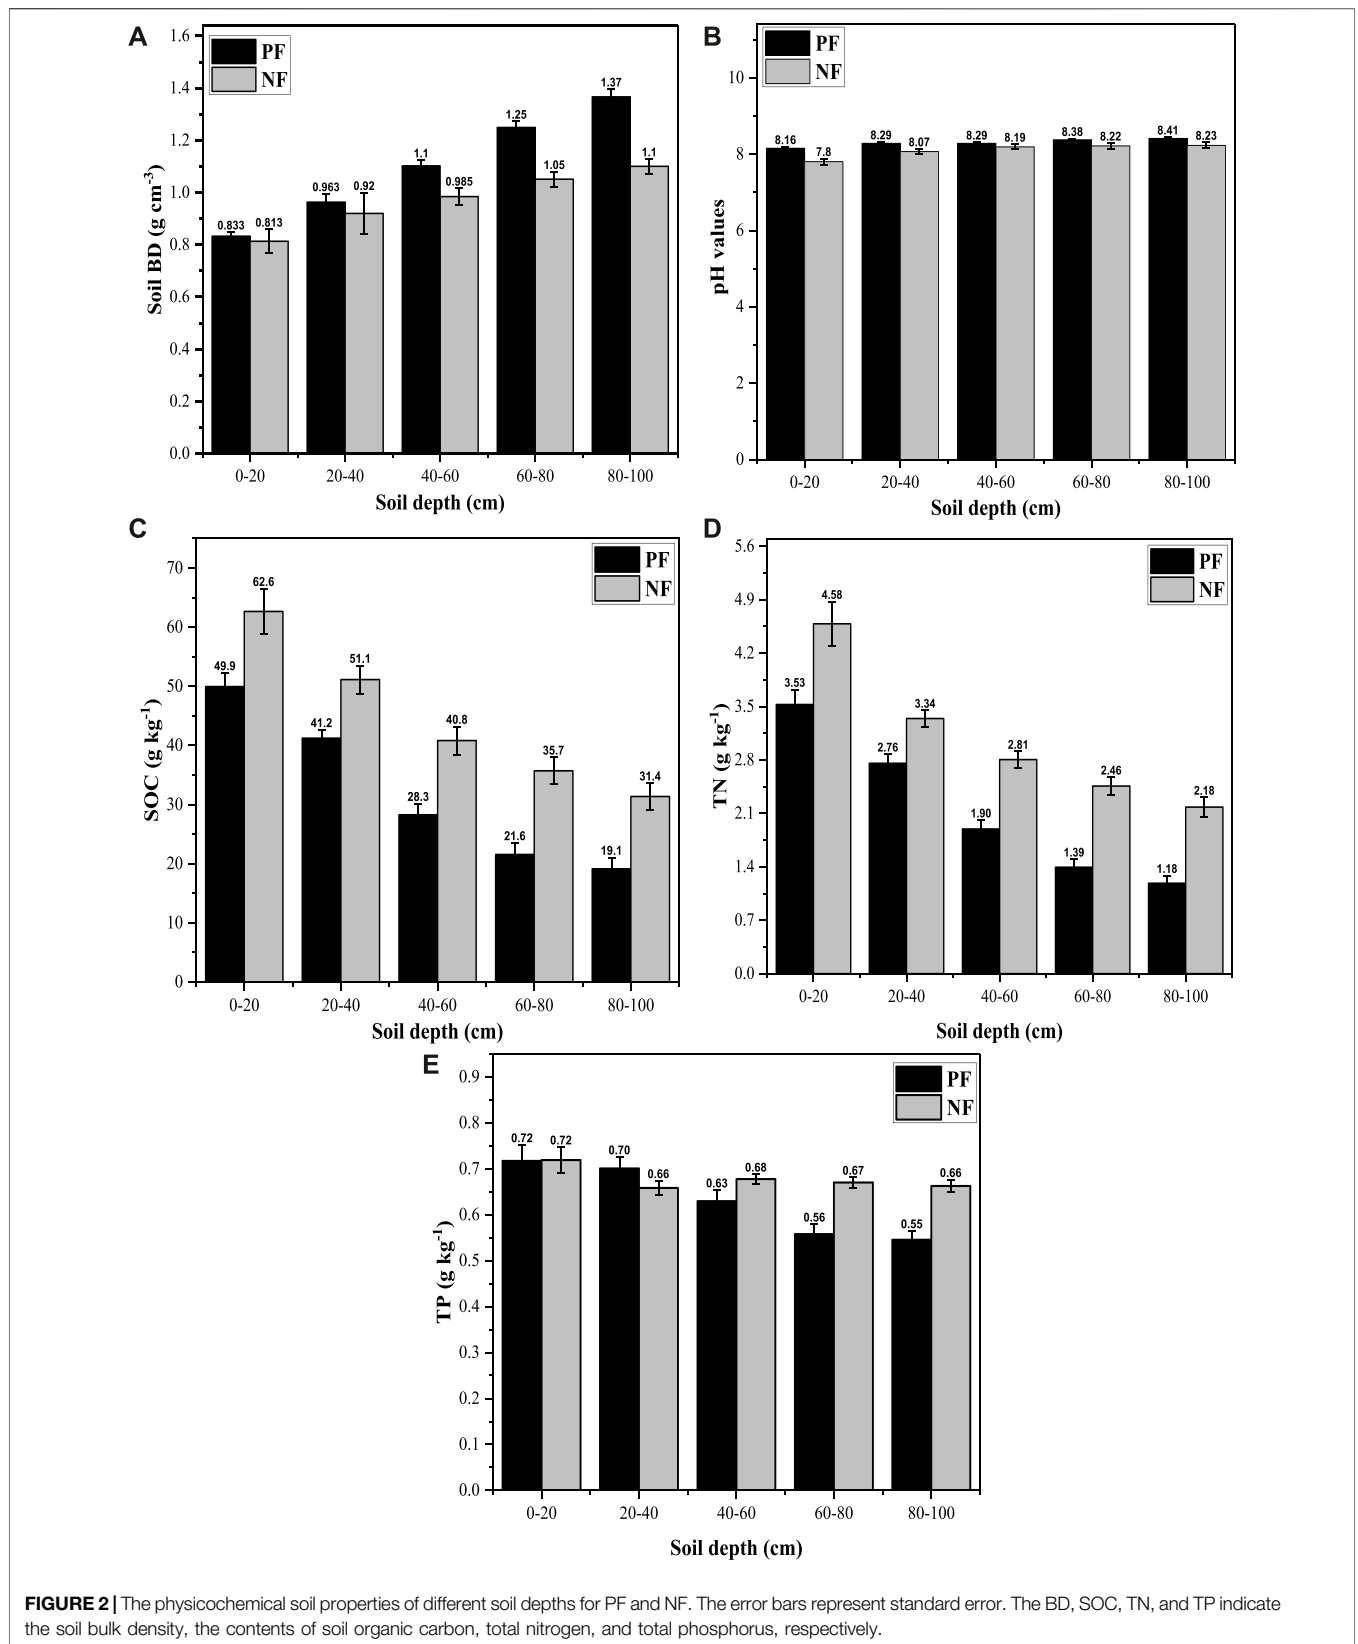 A
PF
NF
1.6
1.4
1.2
1.0
0.8
0.6
0.4
0.2
0.0
Soil BD (g cm-3)
0.833 0.813
0.963 0.92
1.1 0.985
1.25 1.05
1.37 1.1
0-20 20-40 40-60 60-80 80-100
Soil depth (cm)
B
PF
NF
10
8
6
4
2
0
pH values
8.16 7.8
8.29 8.07
8.29 8.19
8.38 8.22
8.41 8.23
0-20 20-40 40-60 60-80 80-100
Soil depth (cm)
C
PF
NF
70
60
50
40
30
20
10
0
SOC (g kg-1)
49.9 62.6
41.2 51.1
28.3 40.8
21.6 35.7
19.1 31.4
0-20 20-40 40-60 60-80 80-100
Soil depth (cm)
D
PF
NF
5.6
4.9
4.2
3.5
2.8
2.1
1.4
0.7
0.0
TN (g kg-1)
3.53 4.58
2.76 3.34
1.90 2.81
1.39 2.46
1.18 2.18
0-20 20-40 40-60 60-80 80-100
Soil depth (cm)
E
PF
NF
0.9
0.8
0.7
0.6
0.5
0.4
0.3
0.2
0.1
0.0
TP (g kg-1)
0.72 0.72
0.70 0.66
0.63 0.68
0.56 0.67
0.55 0.66
0-20 20-40 40-60 60-80 80-100
Soil depth (cm)
FIGURE 2 | The physicochemical soil properties of different soil depths for PF and NF. The error bars represent standard error. The BD, SOC, TN, and TP indicate
the soil bulk density, the contents of soil organic carbon, total nitrogen, and total phosphorus, respectively.